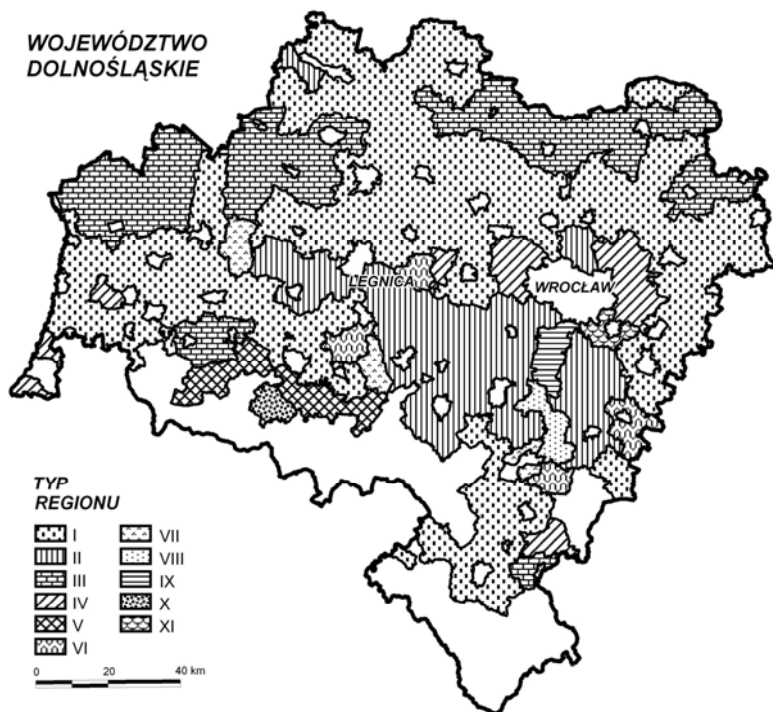 WOJEWÓDZTWO
DOLNOŚLĄSKIE
LEGNICA
WROCŁAW
TYP
REGIONU
I
II
III
IV
V
VI
VII
VIII
IX
X
XI
0 20 40 km